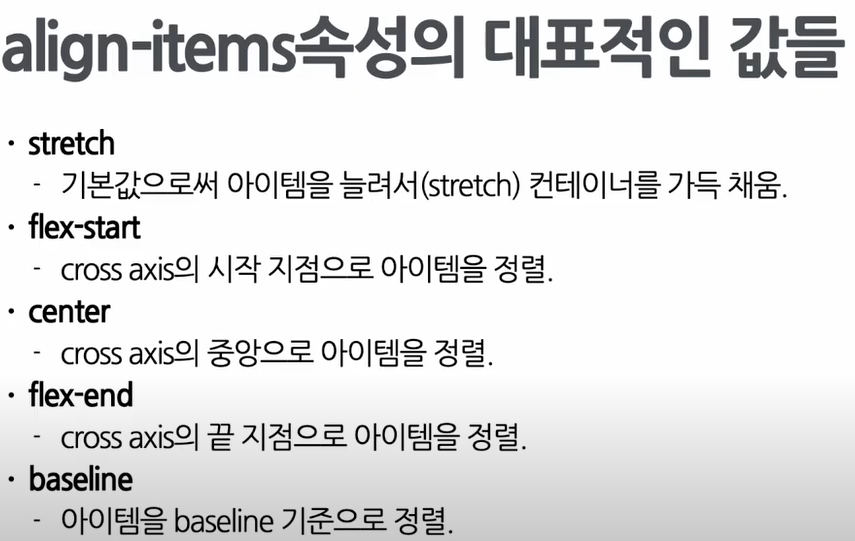 align-items속성의 대표적인 값들
· stretch
- 기본값으로써 아이템을 늘려서(stretch) 컨테이너를 가득 채움.
· flex-start
- cross axis의 시작 지점으로 아이템을 정렬.
· center
- cross axis의 중앙으로 아이템을 정렬.
· flex-end
- cross axis의 끝 지점으로 아이템을 정렬.
· baseline
- 아이템을 baseline 기준으로 정렬.